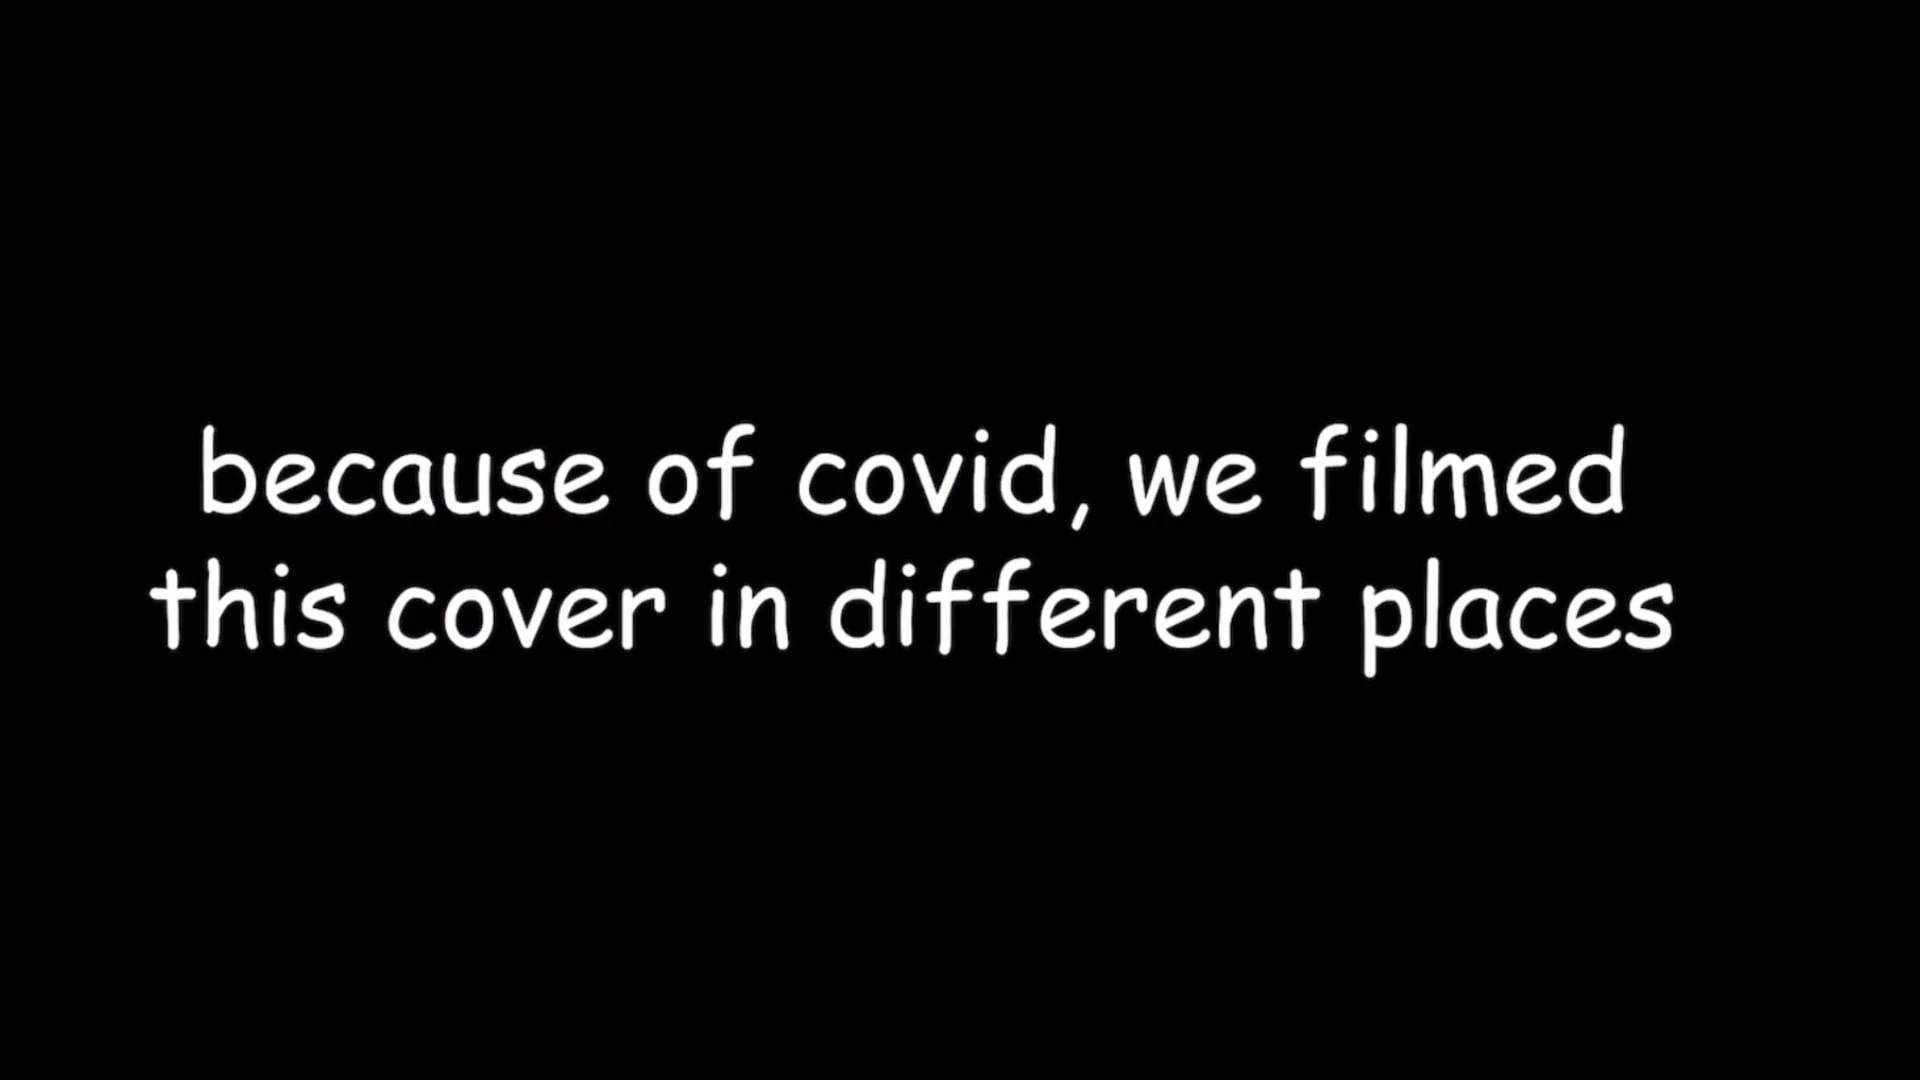 because of covid, we filmed
this cover in different places